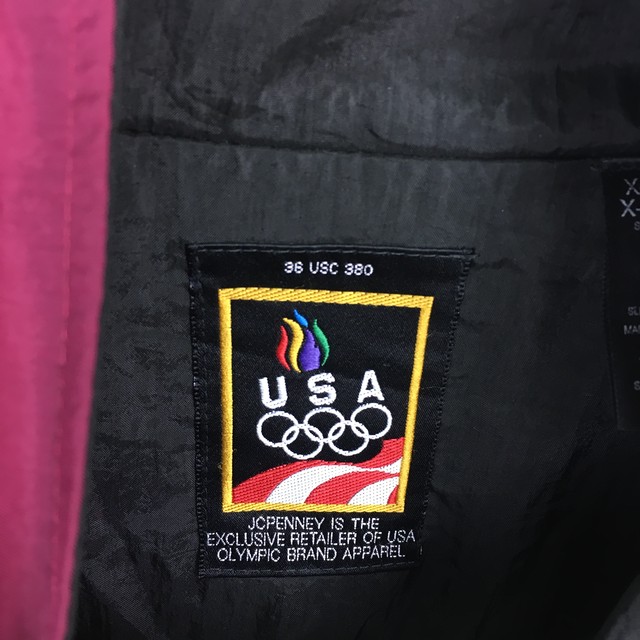 36 USC 380
USA
JCPENNEY IS THE
EXCLUSIVE RETAILER OF USA
OLYMPIC BRAND APPAREL